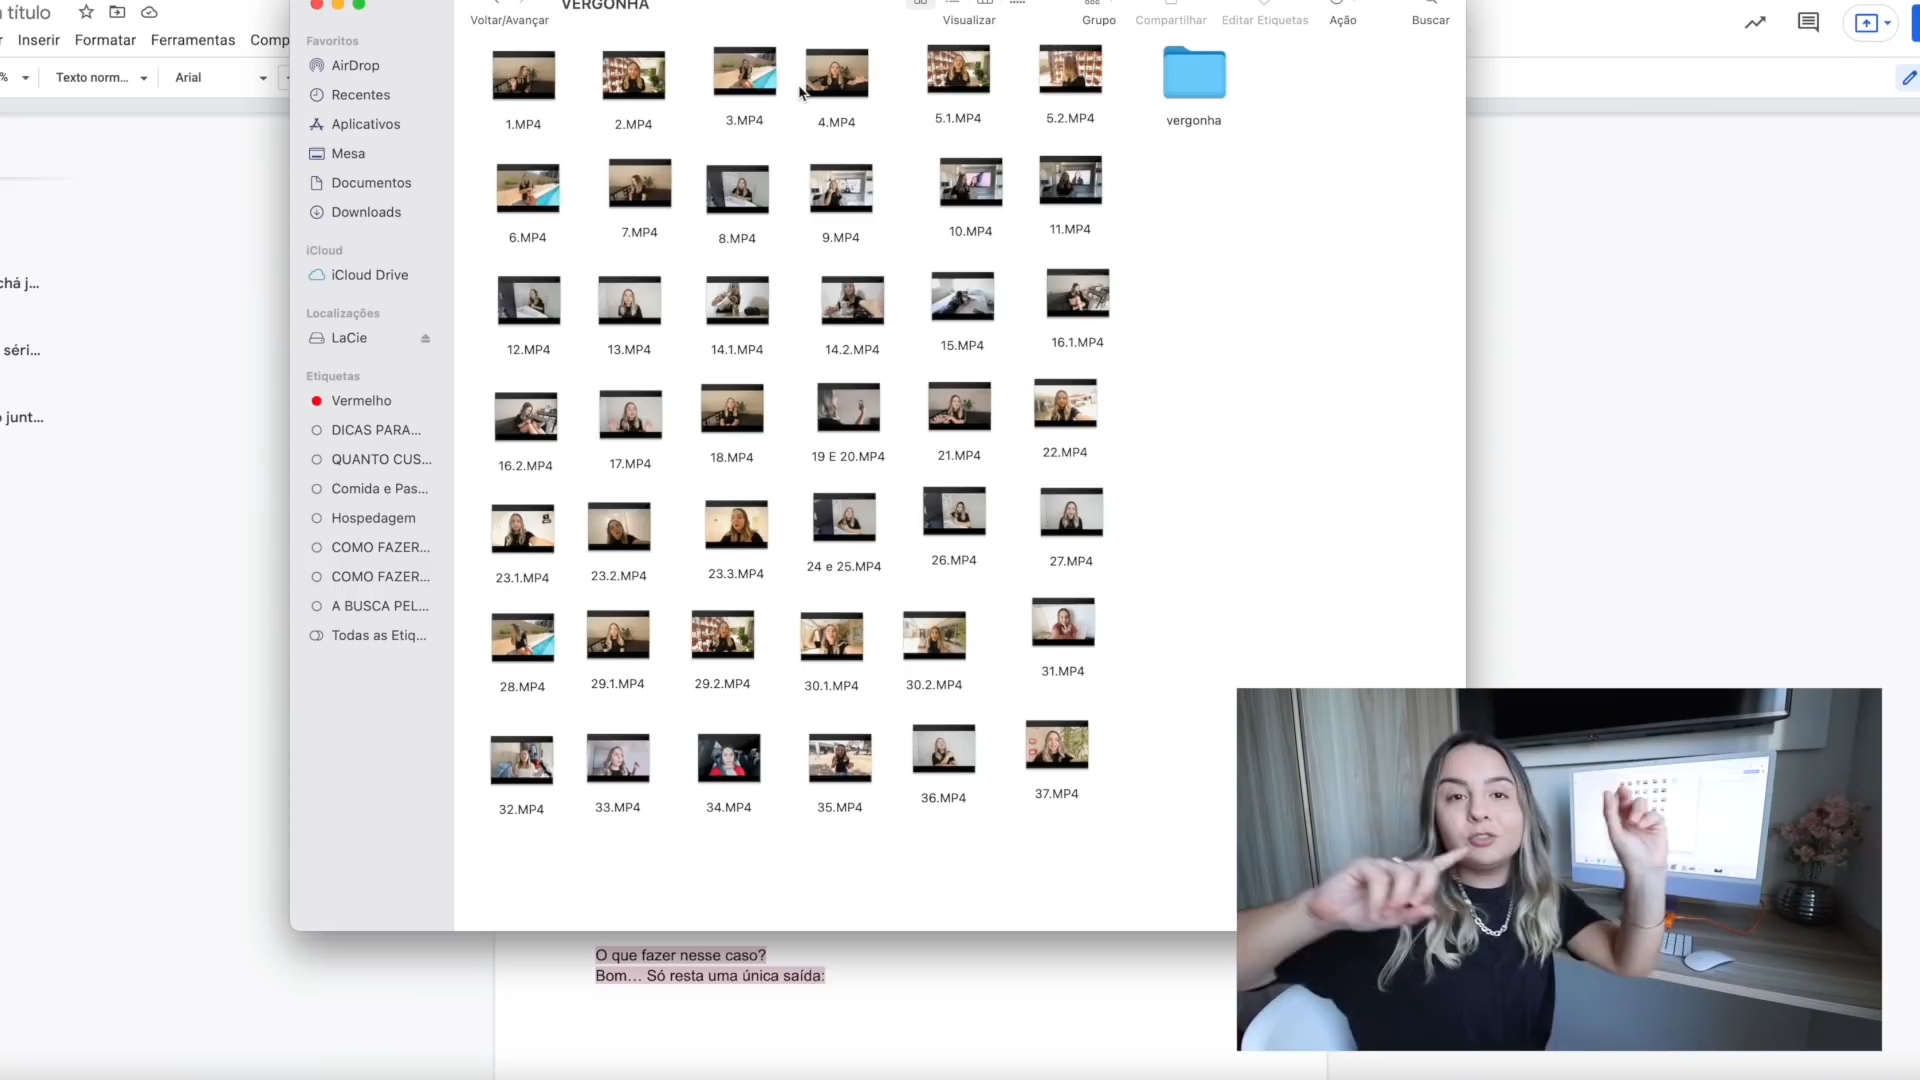 título
Inserir Formatar Ferramentas Comp
% Texto norm... Arial
chá j...
séri...
junt...
VERGONHA
Voltar/Avançar Visualizar Grupo Compartilhar Editar Etiquetas Ação Buscar
Favoritos
AirDrop
Recentes
Aplicativos
Mesa
Documentos
Downloads
iCloud
iCloud Drive
Localizações
LaCie
Etiquetas
Vermelho
DICAS PARA...
QUANTO CUS...
Comida e Pas...
Hospedagem
COMO FAZER...
COMO FAZER...
A BUSCA PEL...
Todas as Etiq...
1.MP4 2.MP4 3.MP4 4.MP4 5.1.MP4 5.2.MP4 vergonha
6.MP4 7.MP4 8.MP4 9.MP4 10.MP4 11.MP4
12.MP4 13.MP4 14.1.MP4 14.2.MP4 15.MP4 16.1.MP4
16.2.MP4 17.MP4 18.MP4 19 E 20.MP4 21.MP4 22.MP4
23.1.MP4 23.2.MP4 23.3.MP4 24 e 25.MP4 26.MP4 27.MP4
28.MP4 29.1.MP4 29.2.MP4 30.1.MP4 30.2.MP4 31.MP4
32.MP4 33.MP4 34.MP4 35.MP4 36.MP4 37.MP4
O que fazer nesse caso?
Bom… Só resta uma única saída: